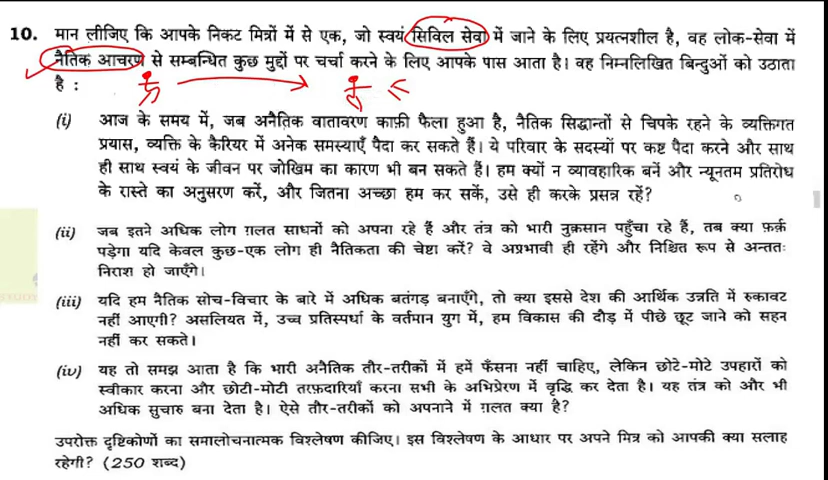 10. मान लीजिए कि आपके निकट मित्रों में से एक, जो स्वयं सिविल सेवा में जाने के लिए प्रयत्नशील है, वह लोक-सेवा में
नैतिक आचरण से सम्बन्धित कुछ मुद्दों पर चर्चा करने के लिए आपके पास आता है। वह निम्नलिखित बिन्दुओं को उठाता
है :
(i) आज के समय में, जब अनैतिक वातावरण काफ़ी फैला हुआ है, नैतिक सिद्धान्तों से चिपके रहने के व्यक्तिगत
प्रयास, व्यक्ति के कैरियर में अनेक समस्याएँ पैदा कर सकते हैं। ये परिवार के सदस्यों पर कष्ट पैदा करने और साथ
ही साथ स्वयं के जीवन पर जोखिम का कारण भी बन सकते हैं। हम क्यों न व्यावहारिक बनें और न्यूनतम प्रतिरोध
के रास्ते का अनुसरण करें, और जितना अच्छा हम कर सकें, उसे ही करके प्रसन्न रहें?
(ii) जब इतने अधिक लोग ग़लत साधनों को अपना रहे हैं और तंत्र को भारी नुक़सान पहुँचा रहे हैं, तब क्या फ़र्क़
पड़ेगा यदि केवल कुछ-एक लोग ही नैतिकता की चेष्टा करें? वे अप्रभावी ही रहेंगे और निश्चित रूप से अन्ततः
निराश हो जाएँगे।
(iii) यदि हम नैतिक सोच-विचार के बारे में अधिक बतंगड़ बनाएँगे, तो क्या इससे देश की आर्थिक उन्नति में रुकावट
नहीं आएगी? असलियत में, उच्च प्रतिस्पर्धा के वर्तमान युग में, हम विकास की दौड़ में पीछे छूट जाने को सहन
नहीं कर सकते।
(iv) यह तो समझ आता है कि भारी अनैतिक तौर-तरीकों में हमें फँसना नहीं चाहिए, लेकिन छोटे-मोटे उपहारों को
स्वीकार करना और छोटी-मोटी तरफ़दारियाँ करना सभी के अभिप्रेरण में वृद्धि कर देता है। यह तंत्र को और भी
अधिक सुचारु बना देता है। ऐसे तौर-तरीकों को अपनाने में ग़लत क्या है?
उपरोक्त दृष्टिकोणों का समालोचनात्मक विश्लेषण कीजिए। इस विश्लेषण के आधार पर अपने मित्र को आपकी क्या सलाह
रहेगी? (250 शब्द)